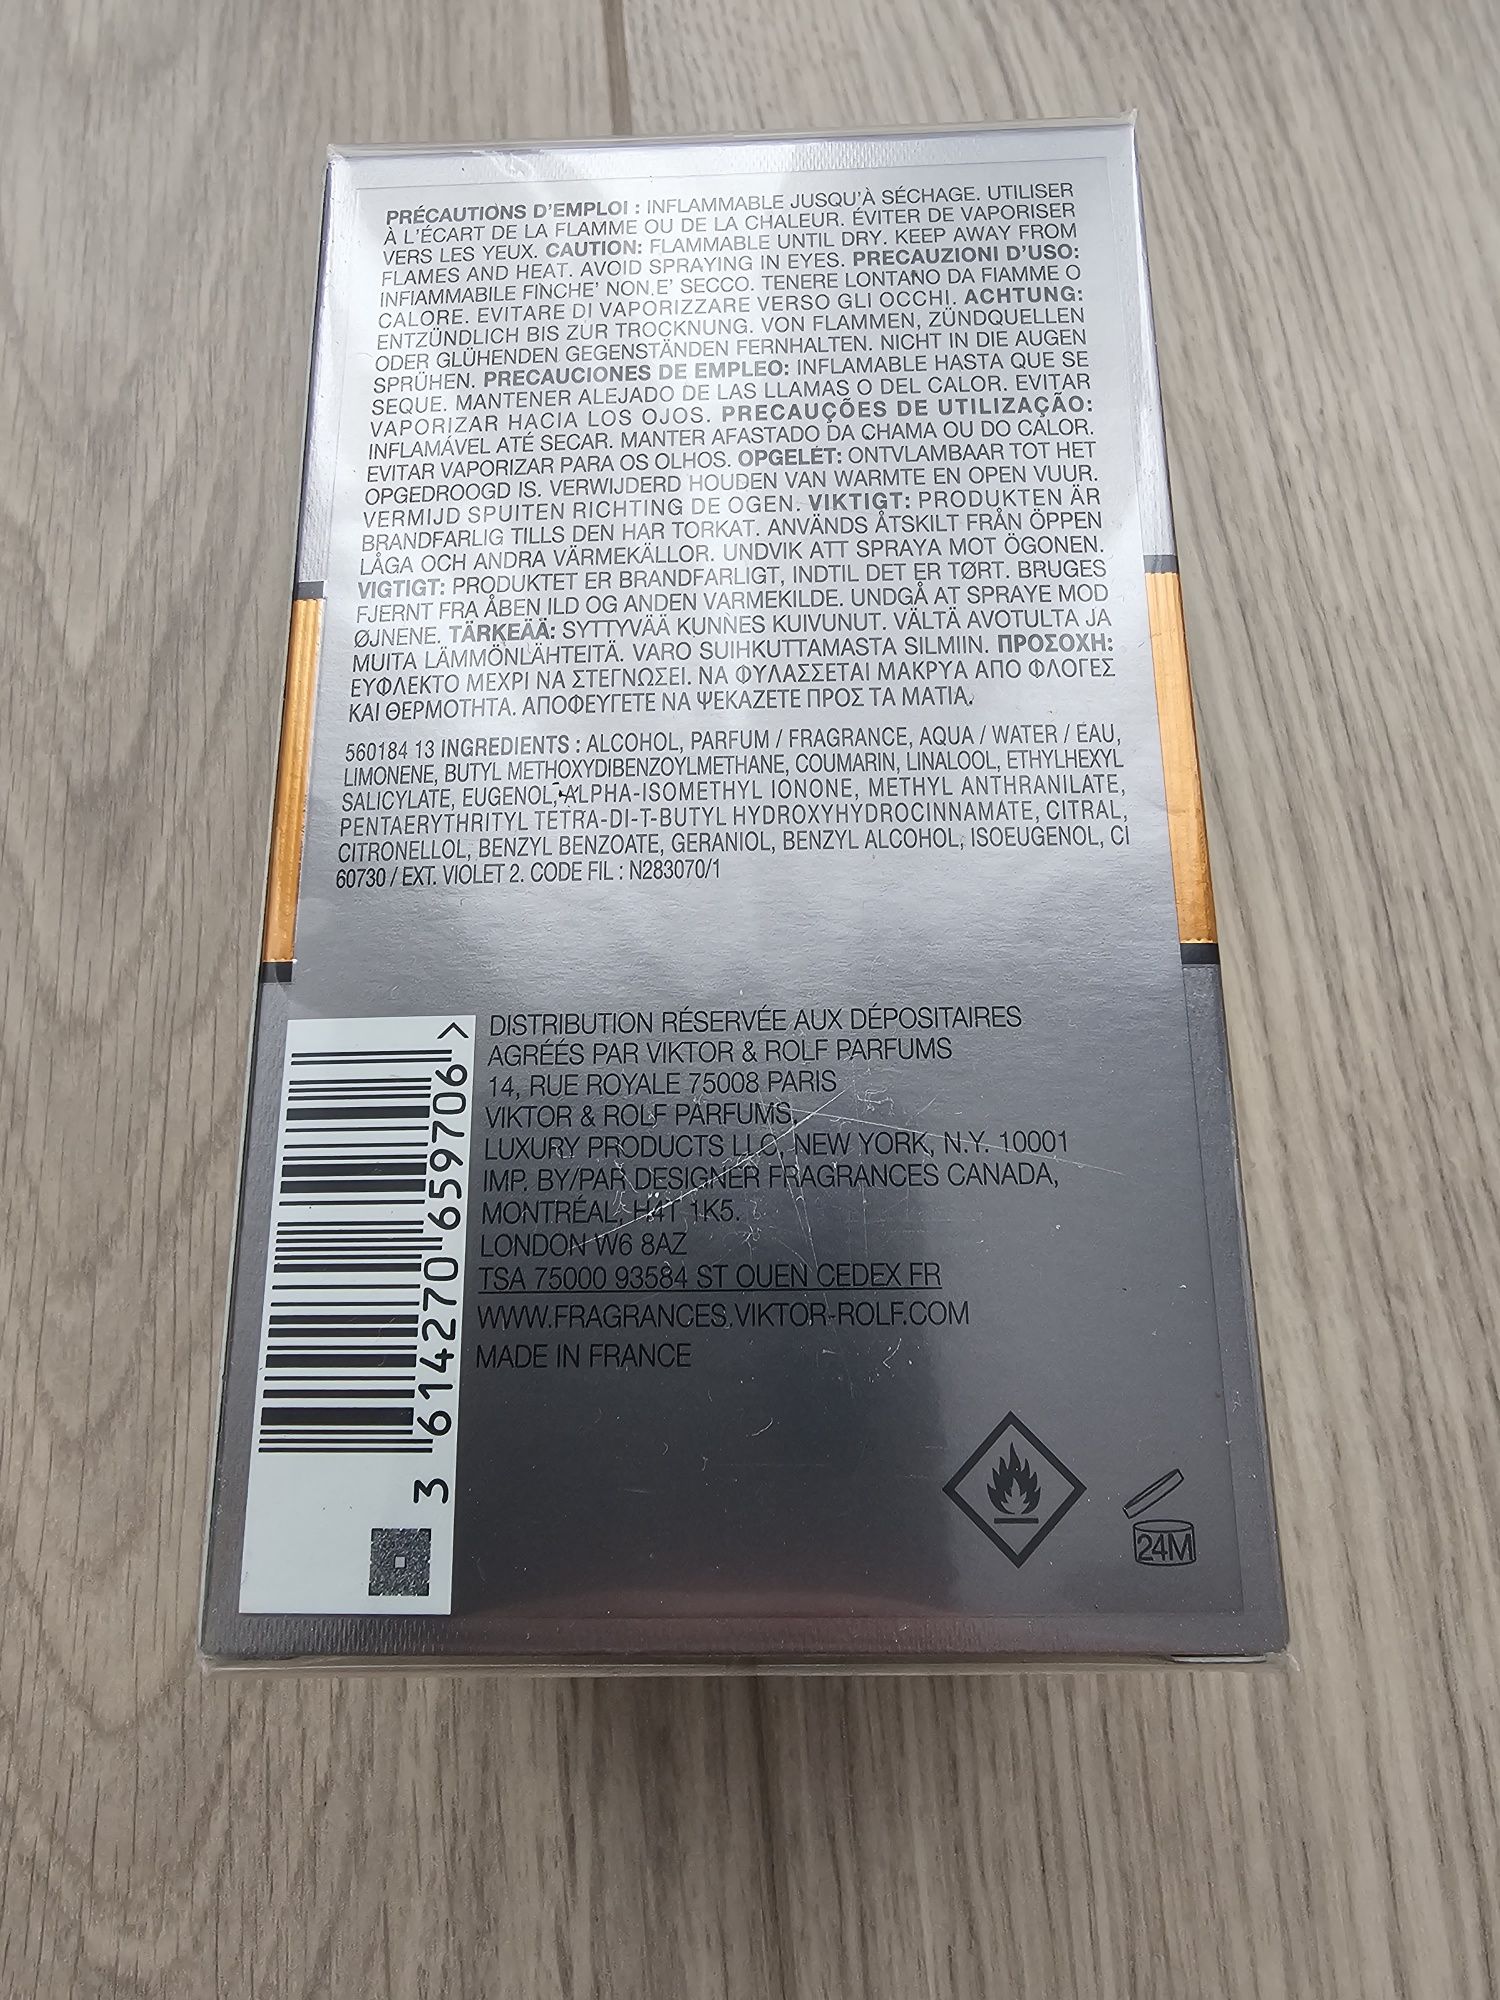 PRÉCAUTIONS D'EMPLOI : INFLAMMABLE JUSQU'À SÉCHAGE. UTILISER
À L'ÉCART DE LA FLAMME OU DE LA CHALEUR. ÉVITER DE VAPORISER
VERS LES YEUX. CAUTION: FLAMMABLE UNTIL DRY. KEEP AWAY FROM
FLAMES AND HEAT. AVOID SPRAYING IN EYES. PRECAUZIONI D'USO:
INFIAMMABILE FINCHE' NON E' SECCO. TENERE LONTANO DA FIAMME O
CALORE. EVITARE DI VAPORIZZARE VERSO GLI OCCHI. ACHTUNG:
ENTZÜNDLICH BIS ZUR TROCKNUNG. VON FLAMMEN, ZÜNDQUELLEN
ODER GLÜHENDEN GEGENSTÄNDEN FERNHALTEN. NICHT IN DIE AUGEN
SPRÜHEN. PRECAUCIONES DE EMPLEO: INFLAMABLE HASTA QUE SE
SEQUE. MANTENER ALEJADO DE LAS LLAMAS O DEL CALOR. EVITAR
VAPORIZAR HACIA LOS OJOS. PRECAUÇÕES DE UTILIZAÇÃO:
INFLAMÁVEL ATÉ SECAR. MANTER AFASTADO DA CHAMA OU DO CALOR.
EVITAR VAPORIZAR PARA OS OLHOS. OPGELET: ONTVLAMBAAR TOT HET
OPGEDROOGD IS. VERWIJDERD HOUDEN VAN WARMTE EN OPEN VUUR.
VERMIJD SPUITEN RICHTING DE OGEN. VIKTIGT: PRODUKTEN ÄR
BRANDFARLIG TILLS DEN HAR TORKAT. ANVÄNDS ÅTSKILT FRÅN ÖPPEN
LÅGA OCH ANDRA VÄRMEKÄLLOR. UNDVIK ATT SPRAYA MOT ÖGONEN.
VIGTIGT: PRODUKTET ER BRANDFARLIGT, INDTIL DET ER TØRT. BRUGES
FJERNT FRA ÅBEN ILD OG ANDEN VARMEKILDE. UNDGÅ AT SPRAYE MOD
ØJNENE. TÄRKEÄÄ: SYTTYVÄÄ KUNNES KUIVUNUT. VÄLTÄ AVOTULTA JA
MUITA LÄMMÖNLÄHTEITÄ. VARO SUIHKUTTAMASTA SILMIIN. ΠΡΟΣΟΧΗ:
ΕΥΦΛΕΚΤΟ ΜΕΧΡΙ ΝΑ ΣΤΕΓΝΩΣΕΙ. ΝΑ ΦΥΛΑΣΣΕΤΑΙ ΜΑΚΡΥΑ ΑΠΟ ΦΛΟΓΕΣ
ΚΑΙ ΘΕΡΜΟΤΗΤΑ. ΑΠΟΦΕΥΓΕΤΕ ΝΑ ΨΕΚΑΖΕΤΕ ΠΡΟΣ ΤΑ ΜΑΤΙΑ.
560184 13 INGREDIENTS : ALCOHOL, PARFUM / FRAGRANCE, AQUA / WATER / EAU,
LIMONENE, BUTYL METHOXYDIBENZOYLMETHANE, COUMARIN, LINALOOL, ETHYLHEXYL
SALICYLATE, EUGENOL, ALPHA-ISOMETHYL IONONE, METHYL ANTHRANILATE,
PENTAERYTHRITYL TETRA-DI-T-BUTYL HYDROXYHYDROCINNAMATE, CITRAL,
CITRONELLOL, BENZYL BENZOATE, GERANIOL, BENZYL ALCOHOL, ISOEUGENOL, CI
60730 / EXT. VIOLET 2. CODE FIL : N283070/1
DISTRIBUTION RÉSERVÉE AUX DÉPOSITAIRES
AGRÉÉS PAR VIKTOR & ROLF PARFUMS
14, RUE ROYALE 75008 PARIS
VIKTOR & ROLF PARFUMS,
LUXURY PRODUCTS LLC, NEW YORK, N.Y. 10001
IMP. BY/PAR DESIGNER FRAGRANCES CANADA,
MONTRÉAL, H4T 1K5.
LONDON W6 8AZ
TSA 75000 93584 ST OUEN CEDEX FR
WWW.FRAGRANCES.VIKTOR-ROLF.COM
MADE IN FRANCE
3 614270 659706 >
24M